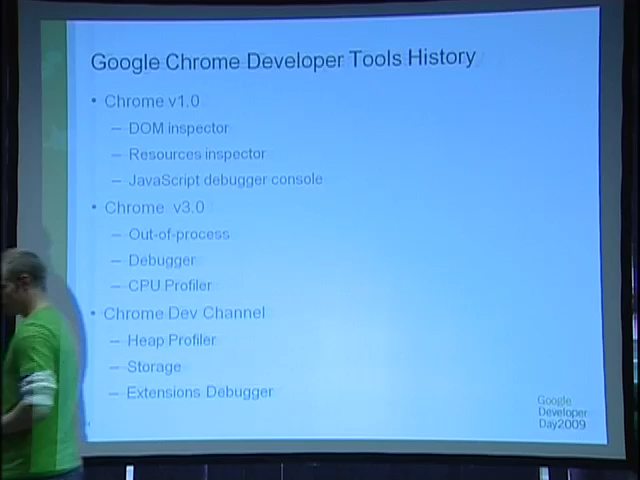 Google Chrome Developer Tools History
• Chrome v1.0
– DOM inspector
– Resources inspector
– JavaScript debugger console
• Chrome v3.0
– Out-of-process
– Debugger
– CPU Profiler
• Chrome Dev Channel
– Heap Profiler
– Storage
– Extensions Debugger
Google
Developer
Day2009